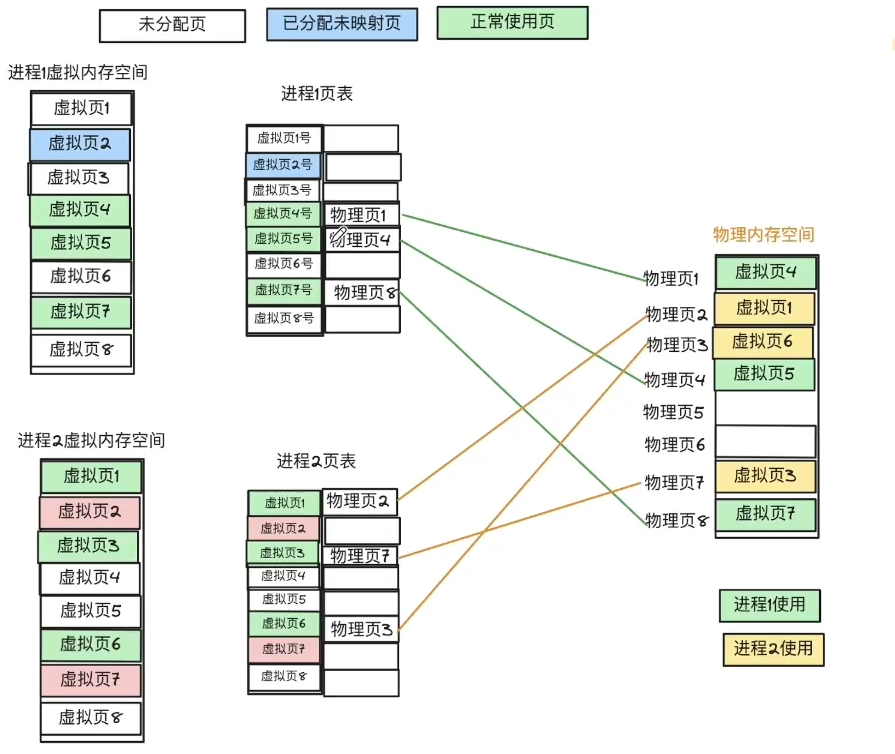 未分配页
已分配未映射页
正常使用页
进程1虚拟内存空间
虚拟页1
虚拟页2
虚拟页3
虚拟页4
虚拟页5
虚拟页6
虚拟页7
虚拟页8
进程1页表
虚拟页1号
虚拟页2号
虚拟页3号
虚拟页4号 物理页1
虚拟页5号 物理页4
虚拟页6号
虚拟页7号 物理页8
虚拟页8号
进程2虚拟内存空间
虚拟页1
虚拟页2
虚拟页3
虚拟页4
虚拟页5
虚拟页6
虚拟页7
虚拟页8
进程2页表
虚拟页1 物理页2
虚拟页2
虚拟页3 物理页7
虚拟页4
虚拟页5
虚拟页6 物理页3
虚拟页7
虚拟页8
物理内存空间
物理页1 虚拟页4
物理页2 虚拟页1
物理页3 虚拟页6
物理页4 虚拟页5
物理页5
物理页6
物理页7 虚拟页3
物理页8 虚拟页7
进程1使用
进程2使用